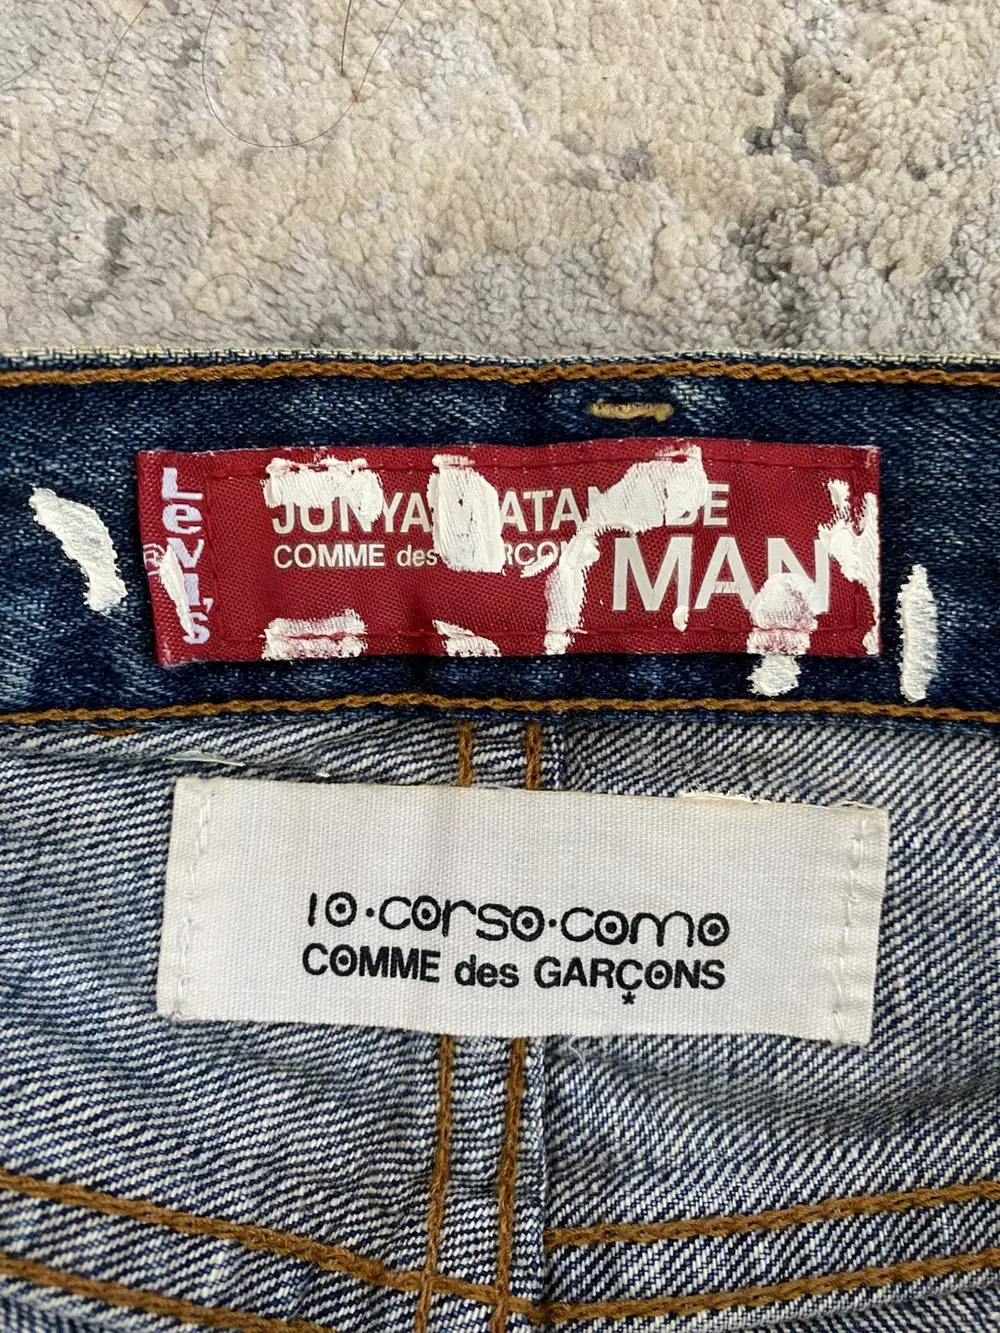 Levi's
JUNYA WATANABE
COMME des GARÇONS MAN
10·corso·como
COMME des GARÇONS